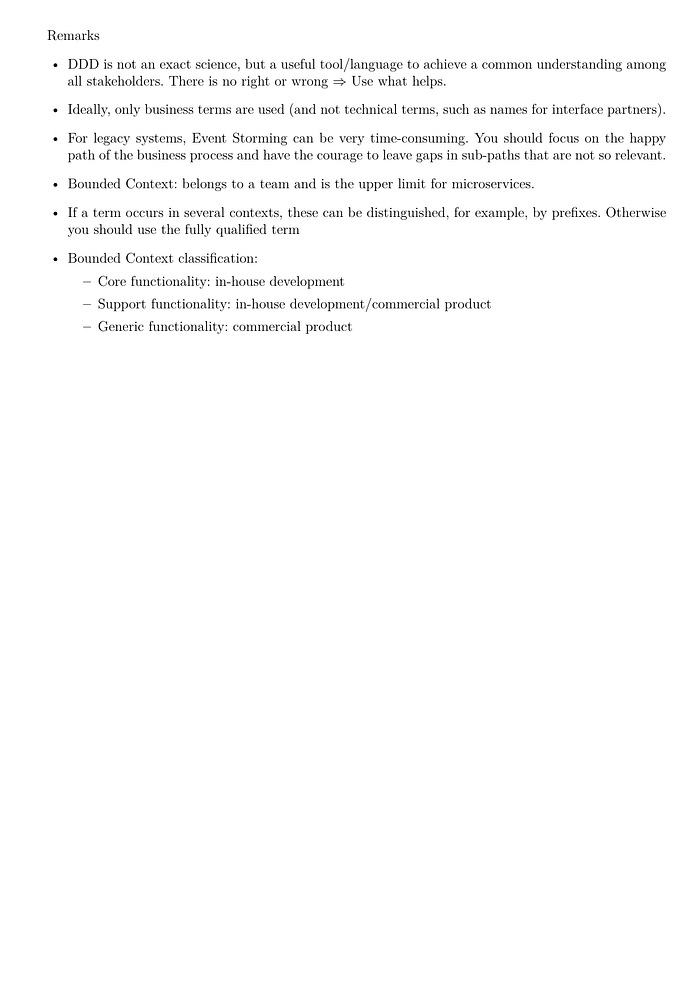 Remarks
• DDD is not an exact science, but a useful tool/language to achieve a common understanding among
all stakeholders. There is no right or wrong ⇒ Use what helps.
• Ideally, only business terms are used (and not technical terms, such as names for interface partners).
• For legacy systems, Event Storming can be very time-consuming. You should focus on the happy
path of the business process and have the courage to leave gaps in sub-paths that are not so relevant.
• Bounded Context: belongs to a team and is the upper limit for microservices.
• If a term occurs in several contexts, these can be distinguished, for example, by prefixes. Otherwise
you should use the fully qualified term
• Bounded Context classification:
– Core functionality: in-house development
– Support functionality: in-house development/commercial product
– Generic functionality: commercial product